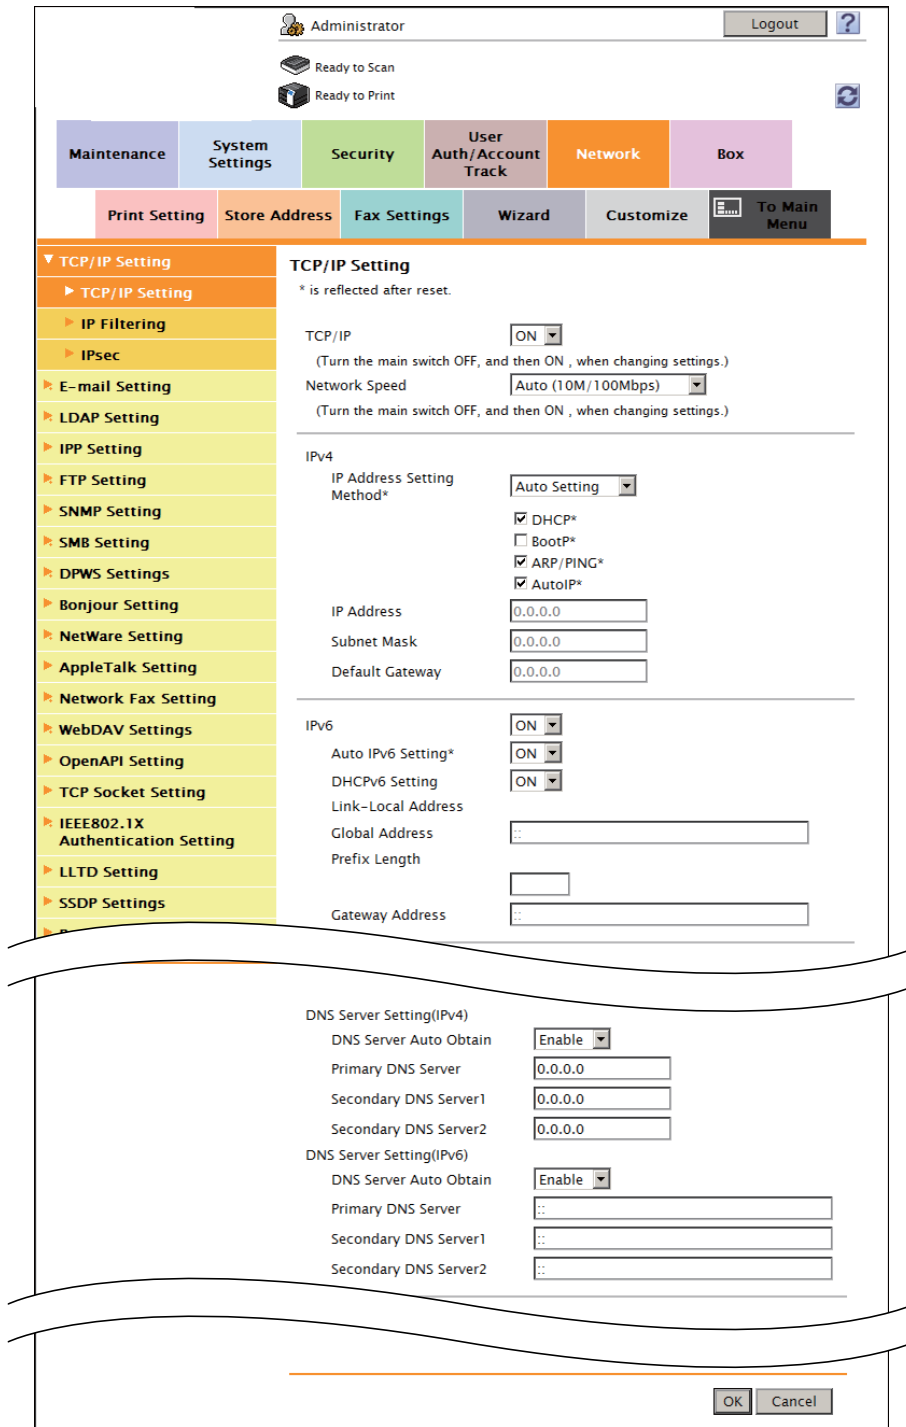 Administrator
Logout
?
Ready to Scan
Ready to Print
Maintenance
System
Settings
Security
User
Auth/Account
Track
Network
Box
Print Setting
Store Address
Fax Settings
Wizard
Customize
To Main
Menu
TCP/IP Setting
TCP/IP Setting
IP Filtering
IPsec
E-mail Setting
LDAP Setting
IPP Setting
FTP Setting
SNMP Setting
SMB Setting
DPWS Settings
Bonjour Setting
NetWare Setting
AppleTalk Setting
Network Fax Setting
WebDAV Settings
OpenAPI Setting
TCP Socket Setting
IEEE802.1X
Authentication Setting
LLTD Setting
SSDP Settings
TCP/IP Setting
* is reflected after reset.
TCP/IP ON
(Turn the main switch OFF, and then ON , when changing settings.)
Network Speed Auto (10M/100Mbps)
(Turn the main switch OFF, and then ON , when changing settings.)
IPv4
IP Address Setting
Method* Auto Setting
DHCP*
BootP*
ARP/PING*
AutoIP*
IP Address 0.0.0.0
Subnet Mask 0.0.0.0
Default Gateway 0.0.0.0
IPv6 ON
Auto IPv6 Setting* ON
DHCPv6 Setting ON
Link-Local Address
Global Address ::
Prefix Length
Gateway Address ::
DNS Server Setting(IPv4)
DNS Server Auto Obtain Enable
Primary DNS Server 0.0.0.0
Secondary DNS Server1 0.0.0.0
Secondary DNS Server2 0.0.0.0
DNS Server Setting(IPv6)
DNS Server Auto Obtain Enable
Primary DNS Server ::
Secondary DNS Server1 ::
Secondary DNS Server2 ::
OK Cancel